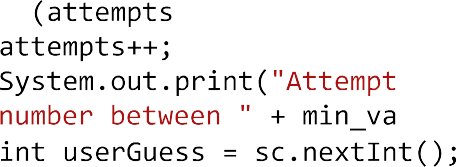 (attempts
attempts++;
System.out.print("Attempt
number between " + min_va
int userGuess = sc.nextInt();